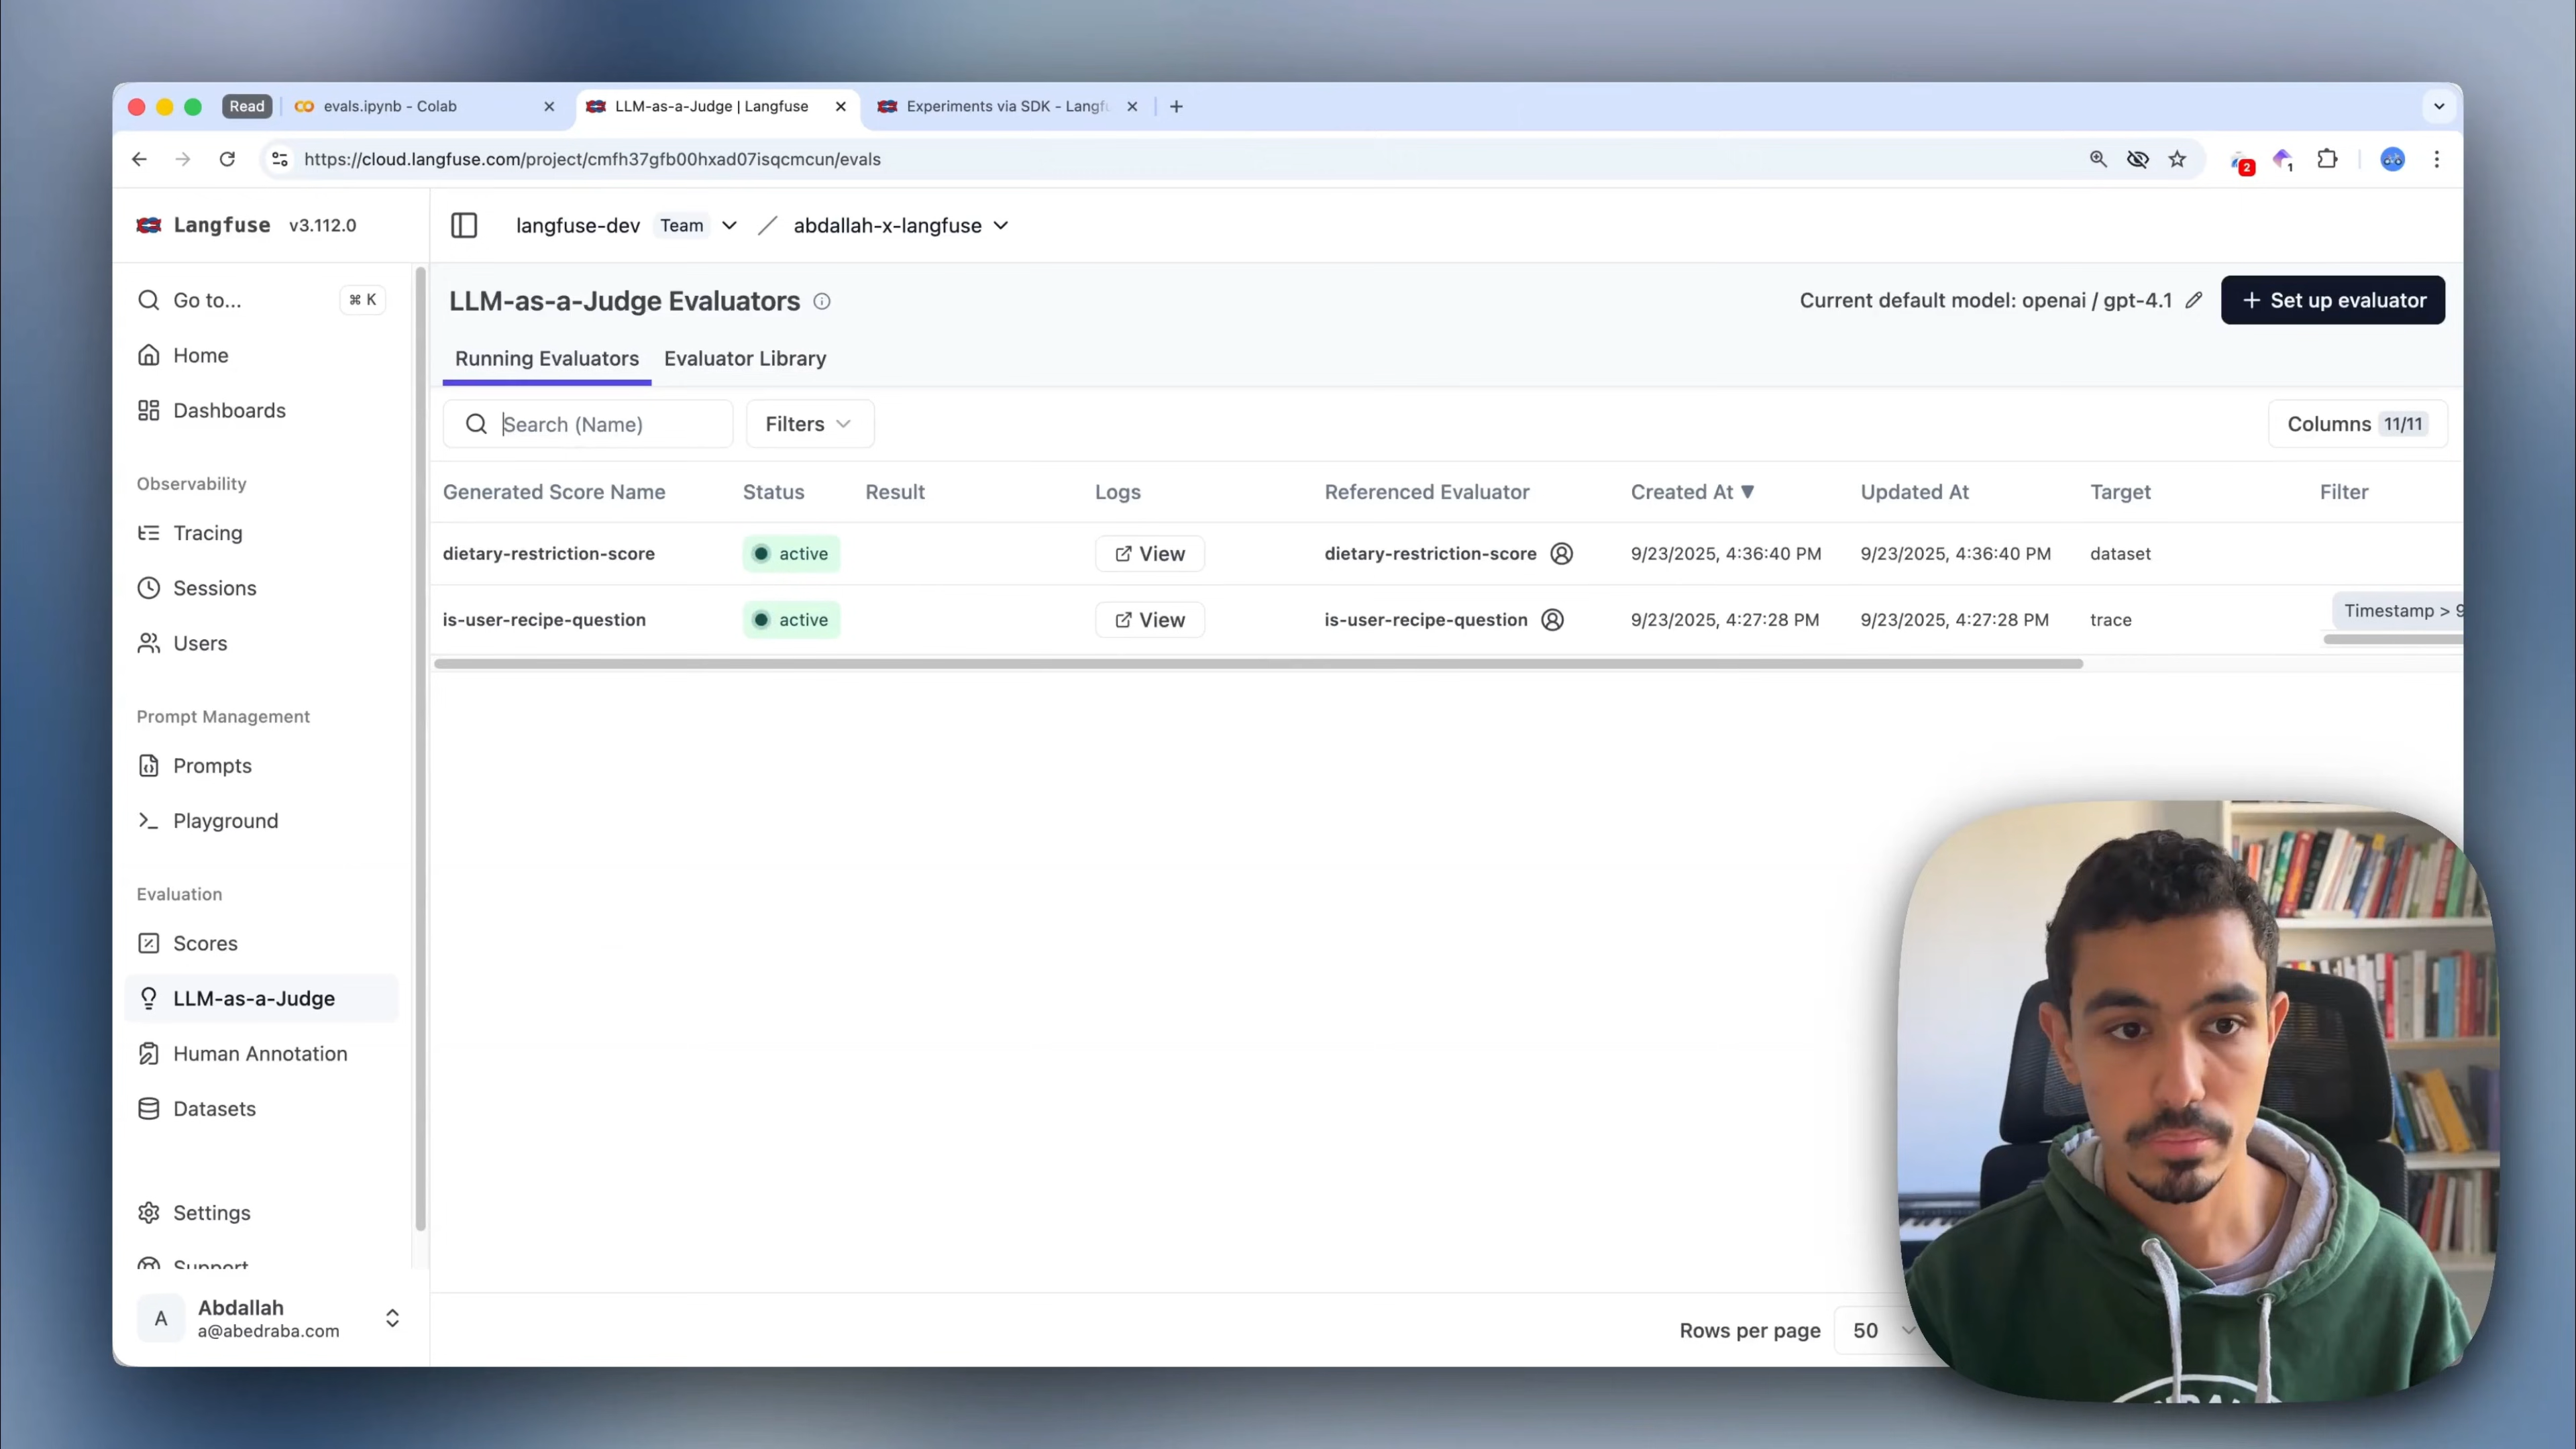 Read
evals.ipynb - Colab
LLM-as-a-Judge | Langfuse
Experiments via SDK - Langfu
https://cloud.langfuse.com/project/cmfh37gfb00hxad07isqcmcun/evals
2
1
Langfuse v3.112.0
langfuse-dev Team / abdallah-x-langfuse
Go to... ⌘ K
Home
Dashboards
Observability
Tracing
Sessions
Users
Prompt Management
Prompts
Playground
Evaluation
Scores
LLM-as-a-Judge
Human Annotation
Datasets
Settings
Support
A
Abdallah
a@abedraba.com
LLM-as-a-Judge Evaluators
Current default model: openai / gpt-4.1
+ Set up evaluator
Running Evaluators Evaluator Library
Search (Name)
Filters
Columns 11/11
Generated Score Name Status Result Logs Referenced Evaluator Created At ▼ Updated At Target Filter
dietary-restriction-score active View dietary-restriction-score 9/23/2025, 4:36:40 PM 9/23/2025, 4:36:40 PM dataset
is-user-recipe-question active View is-user-recipe-question 9/23/2025, 4:27:28 PM 9/23/2025, 4:27:28 PM trace Timestamp > 9
Rows per page 50